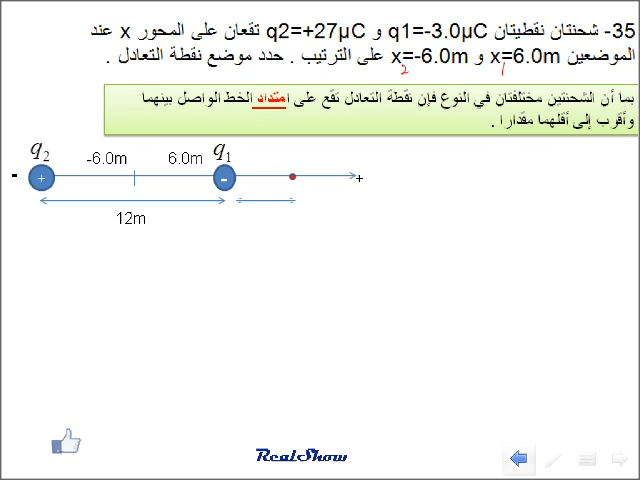 35- شحنتان نقطيتان q1=-3.0µC و q2=+27µC تقعان على المحور x عند
الموضعين x=6.0m و x=-6.0m على الترتيب . حدد موضع نقطة التعادل .
1 2
بما أن الشحنتين مختلفتان في النوع فإن نقطة التعادل تقع على امتداد الخط الواصل بينهما
وأقرب إلى أقلهما مقدارا .
q2 -6.0m 6.0m q1
- + - +
12m
RealShow